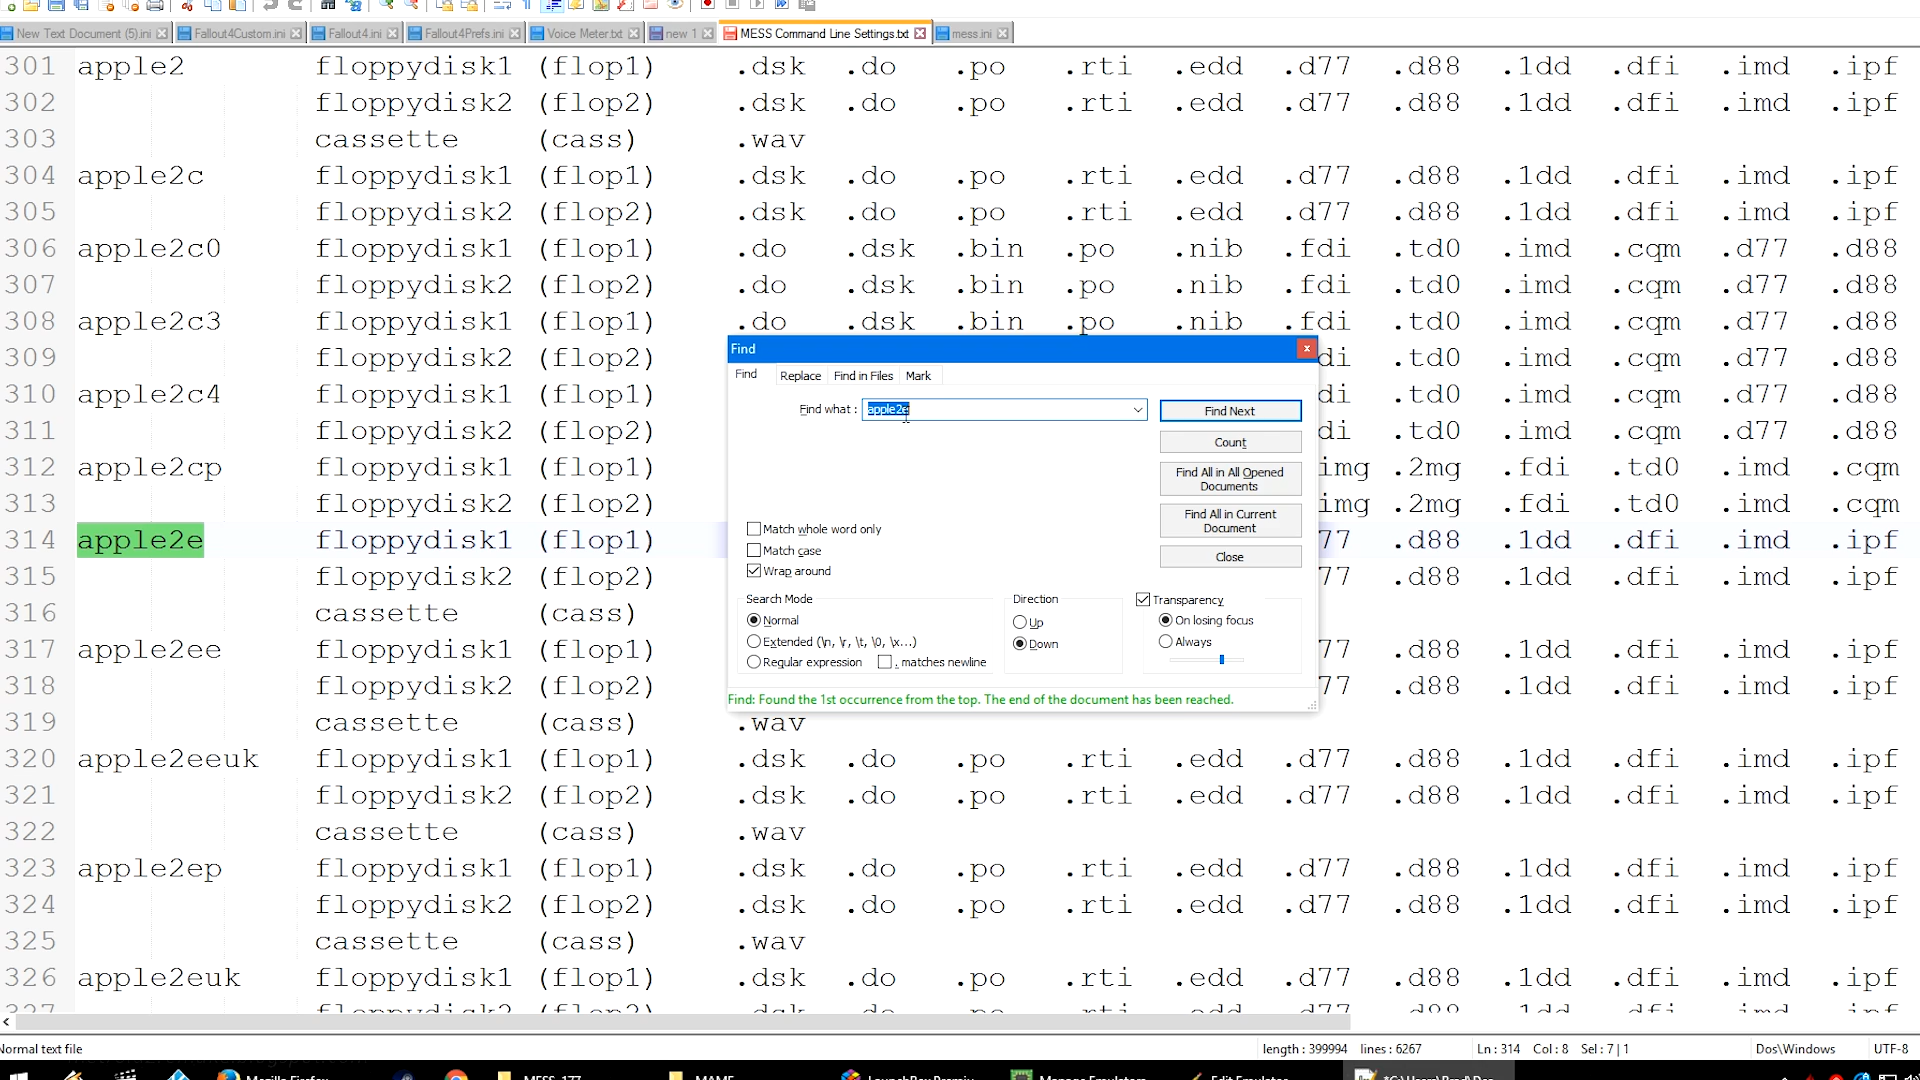 New Text Document (5).ini Fallout4Custom.ini Fallout4.ini Fallout4Prefs.ini Voice Meter.txt new 1 MESS Command Line Settings.txt mess.ini
301 apple2 floppydisk1 (flop1) .dsk .do .po .rti .edd .d77 .d88 .1dd .dfi .imd .ipf
302 floppydisk2 (flop2) .dsk .do .po .rti .edd .d77 .d88 .1dd .dfi .imd .ipf
303 cassette (cass) .wav
304 apple2c floppydisk1 (flop1) .dsk .do .po .rti .edd .d77 .d88 .1dd .dfi .imd .ipf
305 floppydisk2 (flop2) .dsk .do .po .rti .edd .d77 .d88 .1dd .dfi .imd .ipf
306 apple2c0 floppydisk1 (flop1) .do .dsk .bin .po .nib .fdi .td0 .imd .cqm .d77 .d88
307 floppydisk2 (flop2) .do .dsk .bin .po .nib .fdi .td0 .imd .cqm .d77 .d88
308 apple2c3 floppydisk1 (flop1) .do .dsk .bin .po .nib .fdi .td0 .imd .cqm .d77 .d88
309 floppydisk2 (flop2) di .td0 .imd .cqm .d77 .d88
310 apple2c4 floppydisk1 (flop1) di .td0 .imd .cqm .d77 .d88
311 floppydisk2 (flop2) di .td0 .imd .cqm .d77 .d88
312 apple2cp floppydisk1 (flop1) img .2mg .fdi .td0 .imd .cqm
313 floppydisk2 (flop2) img .2mg .fdi .td0 .imd .cqm
314 apple2e floppydisk1 (flop1) 77 .d88 .1dd .dfi .imd .ipf
315 floppydisk2 (flop2) 77 .d88 .1dd .dfi .imd .ipf
316 cassette (cass)
317 apple2ee floppydisk1 (flop1) 77 .d88 .1dd .dfi .imd .ipf
318 floppydisk2 (flop2) 77 .d88 .1dd .dfi .imd .ipf
319 cassette (cass) .wav
320 apple2eeuk floppydisk1 (flop1) .dsk .do .po .rti .edd .d77 .d88 .1dd .dfi .imd .ipf
321 floppydisk2 (flop2) .dsk .do .po .rti .edd .d77 .d88 .1dd .dfi .imd .ipf
322 cassette (cass) .wav
323 apple2ep floppydisk1 (flop1) .dsk .do .po .rti .edd .d77 .d88 .1dd .dfi .imd .ipf
324 floppydisk2 (flop2) .dsk .do .po .rti .edd .d77 .d88 .1dd .dfi .imd .ipf
325 cassette (cass) .wav
326 apple2euk floppydisk1 (flop1) .dsk .do .po .rti .edd .d77 .d88 .1dd .dfi .imd .ipf
Find
Find Replace Find in Files Mark
Find what : apple2e
Find Next
Count
Find All in All Opened
Documents
Find All in Current
Document
Close
Match whole word only
Match case
Wrap around
Search Mode
Normal
Extended (\n, \r, \t, \0, \x...)
Regular expression . matches newline
Direction
Up
Down
Transparency
On losing focus
Always
Find: Found the 1st occurrence from the top. The end of the document has been reached.
Normal text file length : 399994 lines : 6267 Ln : 314 Col : 8 Sel : 7 | 1 Dos\Windows UTF-8